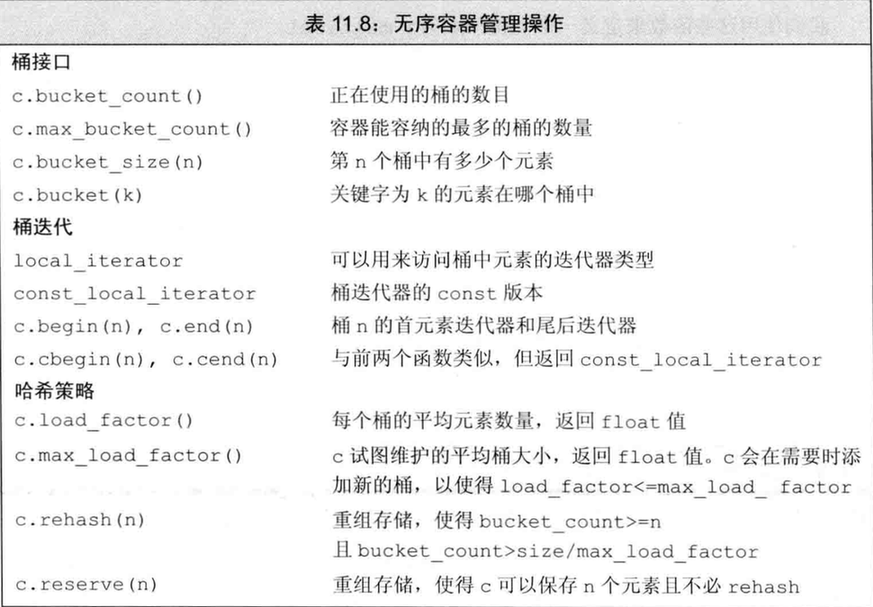 表 11.8：无序容器管理操作
桶接口
c.bucket_count() 正在使用的桶的数目
c.max_bucket_count() 容器能容纳的最多的桶的数量
c.bucket_size(n) 第 n 个桶中有多少个元素
c.bucket(k) 关键字为 k 的元素在哪个桶中
桶迭代
local_iterator 可以用来访问桶中元素的迭代器类型
const_local_iterator 桶迭代器的 const 版本
c.begin(n), c.end(n) 桶 n 的首元素迭代器和尾后迭代器
c.cbegin(n), c.cend(n) 与前两个函数类似，但返回 const_local_iterator
哈希策略
c.load_factor() 每个桶的平均元素数量，返回 float 值
c.max_load_factor() c 试图维护的平均桶大小，返回 float 值。c 会在需要时添
加新的桶，以使得 load_factor<=max_load_ factor
c.rehash(n) 重组存储，使得 bucket_count>=n
且 bucket_count>size/max_load_factor
c.reserve(n) 重组存储，使得 c 可以保存 n 个元素且不必 rehash